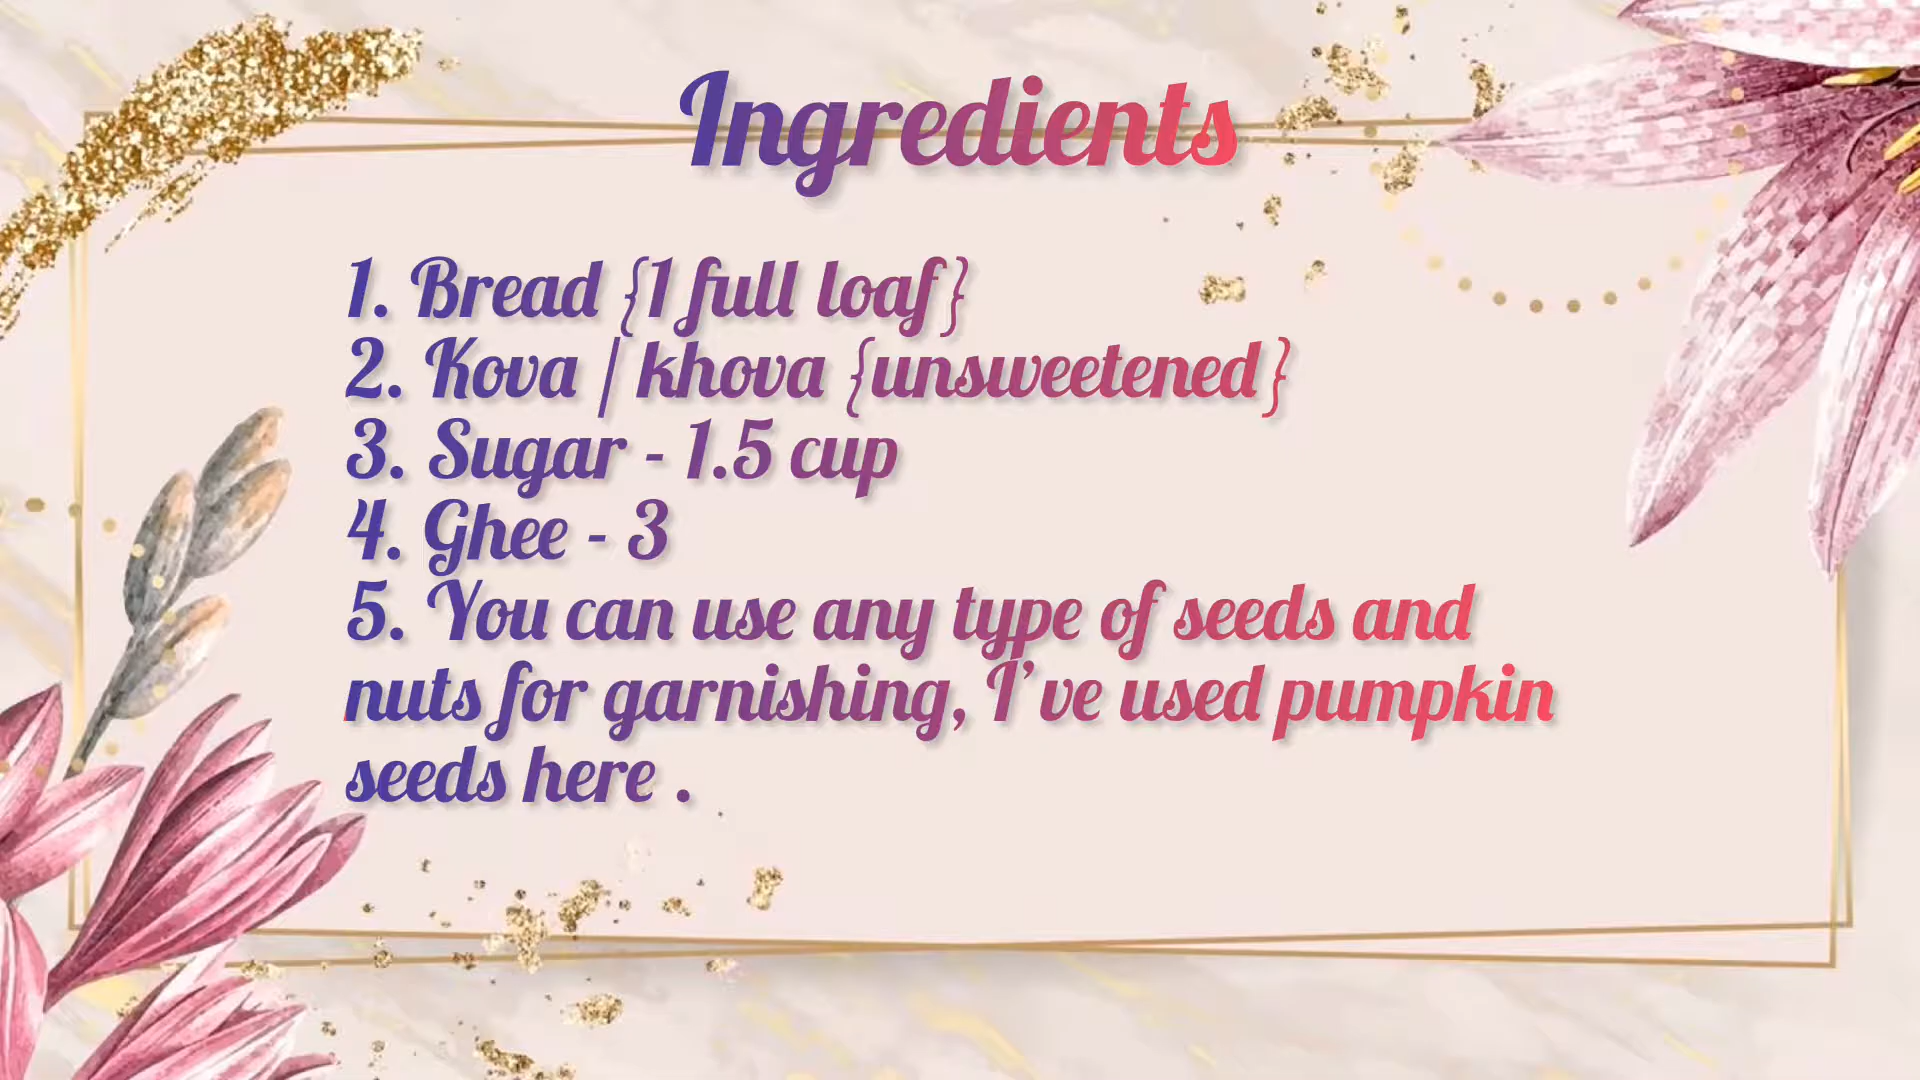 Ingredients
1. Bread {1 full loaf}
2. Kova / khova {unsweetened}
3. Sugar - 1.5 cup
4. Ghee - 3
5. You can use any type of seeds and
nuts for garnishing, I've used pumpkin
seeds here .